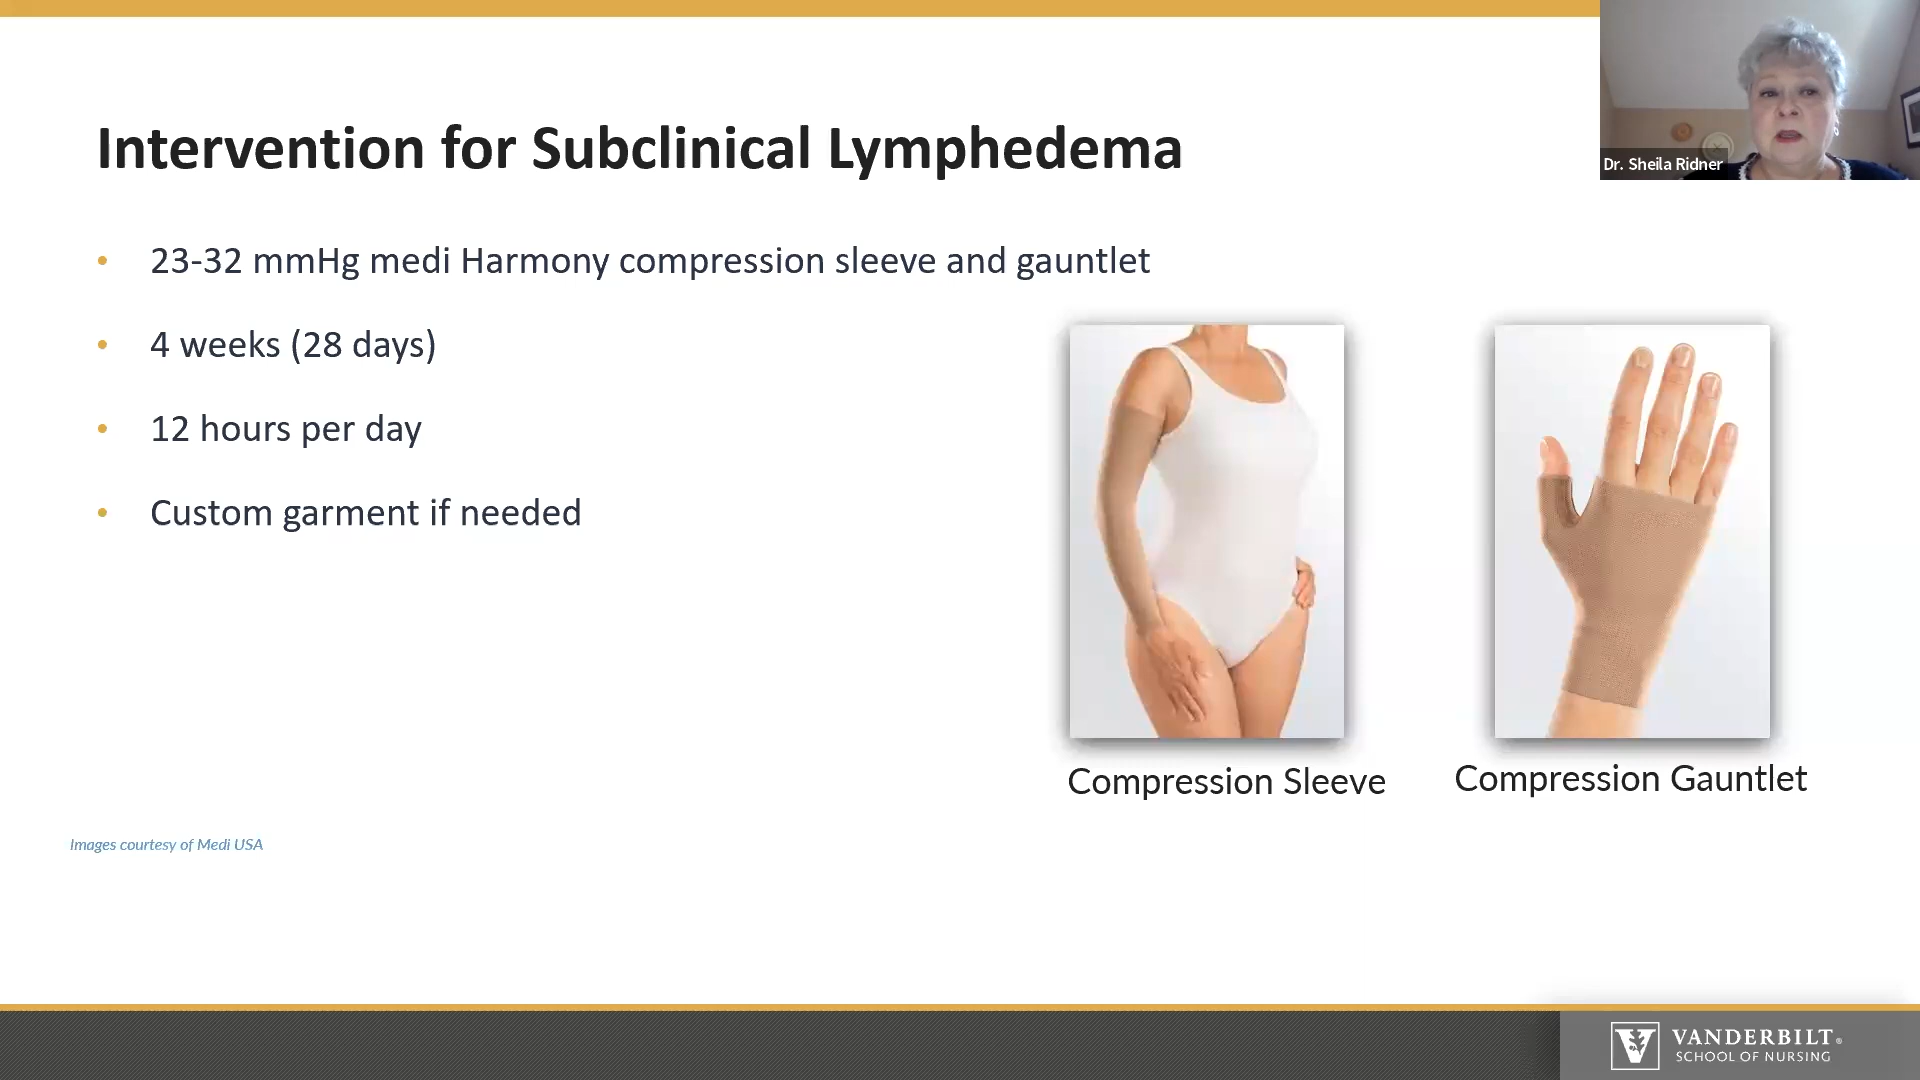 Intervention for Subclinical Lymphedema
Dr. Sheila Ridner
• 23-32 mmHg medi Harmony compression sleeve and gauntlet
• 4 weeks (28 days)
• 12 hours per day
• Custom garment if needed
Compression Sleeve
Compression Gauntlet
Images courtesy of Medi USA
V
VANDERBILT®
SCHOOL OF NURSING